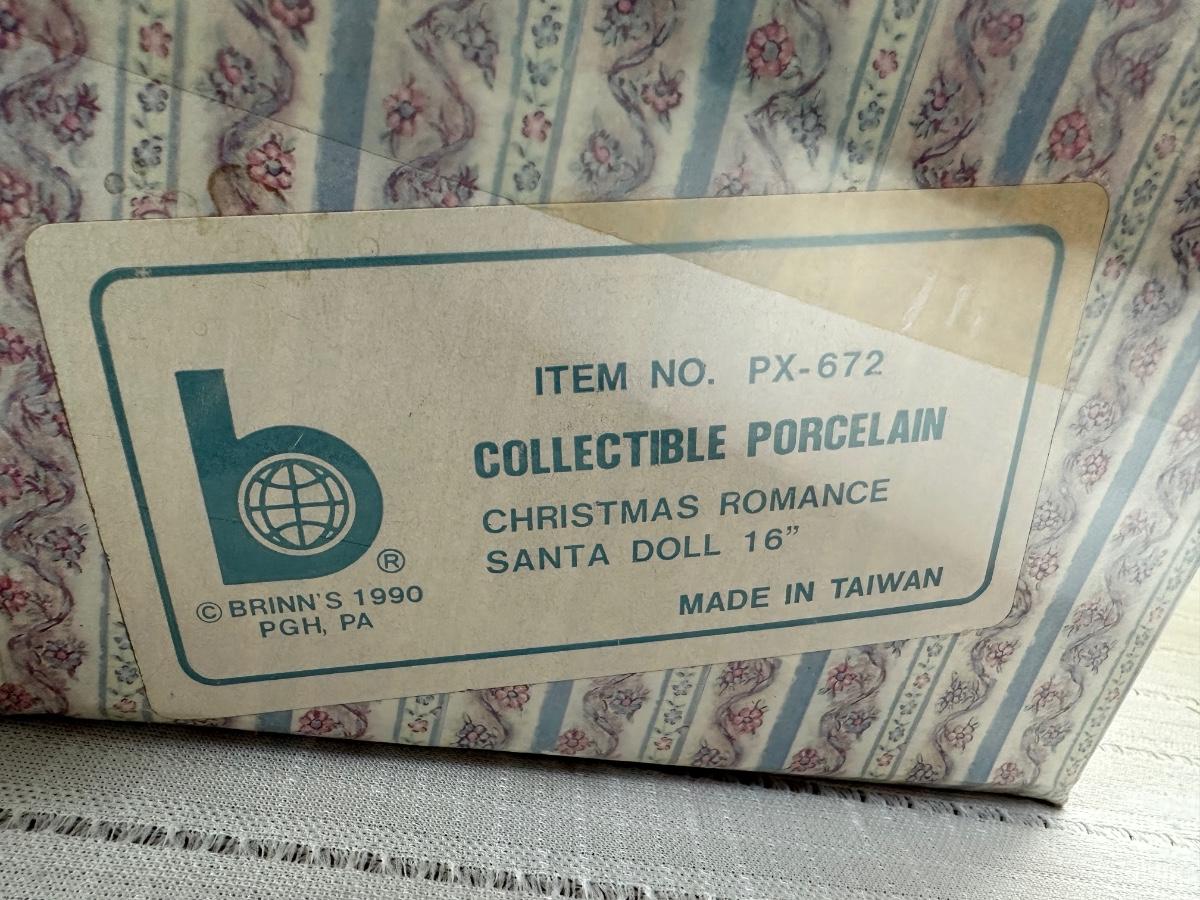 ITEM NO. PX-672
COLLECTIBLE PORCELAIN
CHRISTMAS ROMANCE
SANTA DOLL 16”
MADE IN TAIWAN
b
®
© BRINN'S 1990
PGH, PA